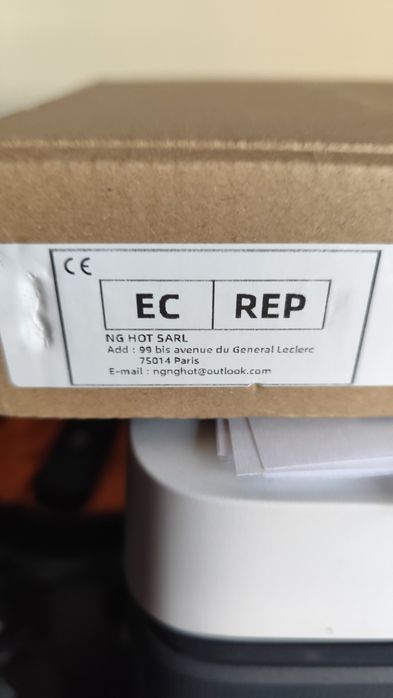 CE
EC REP
NG HOT SARL
Add : 99 bis avenue du General Leclerc
75014 Paris
E-mail : ngnghot@outlook.com